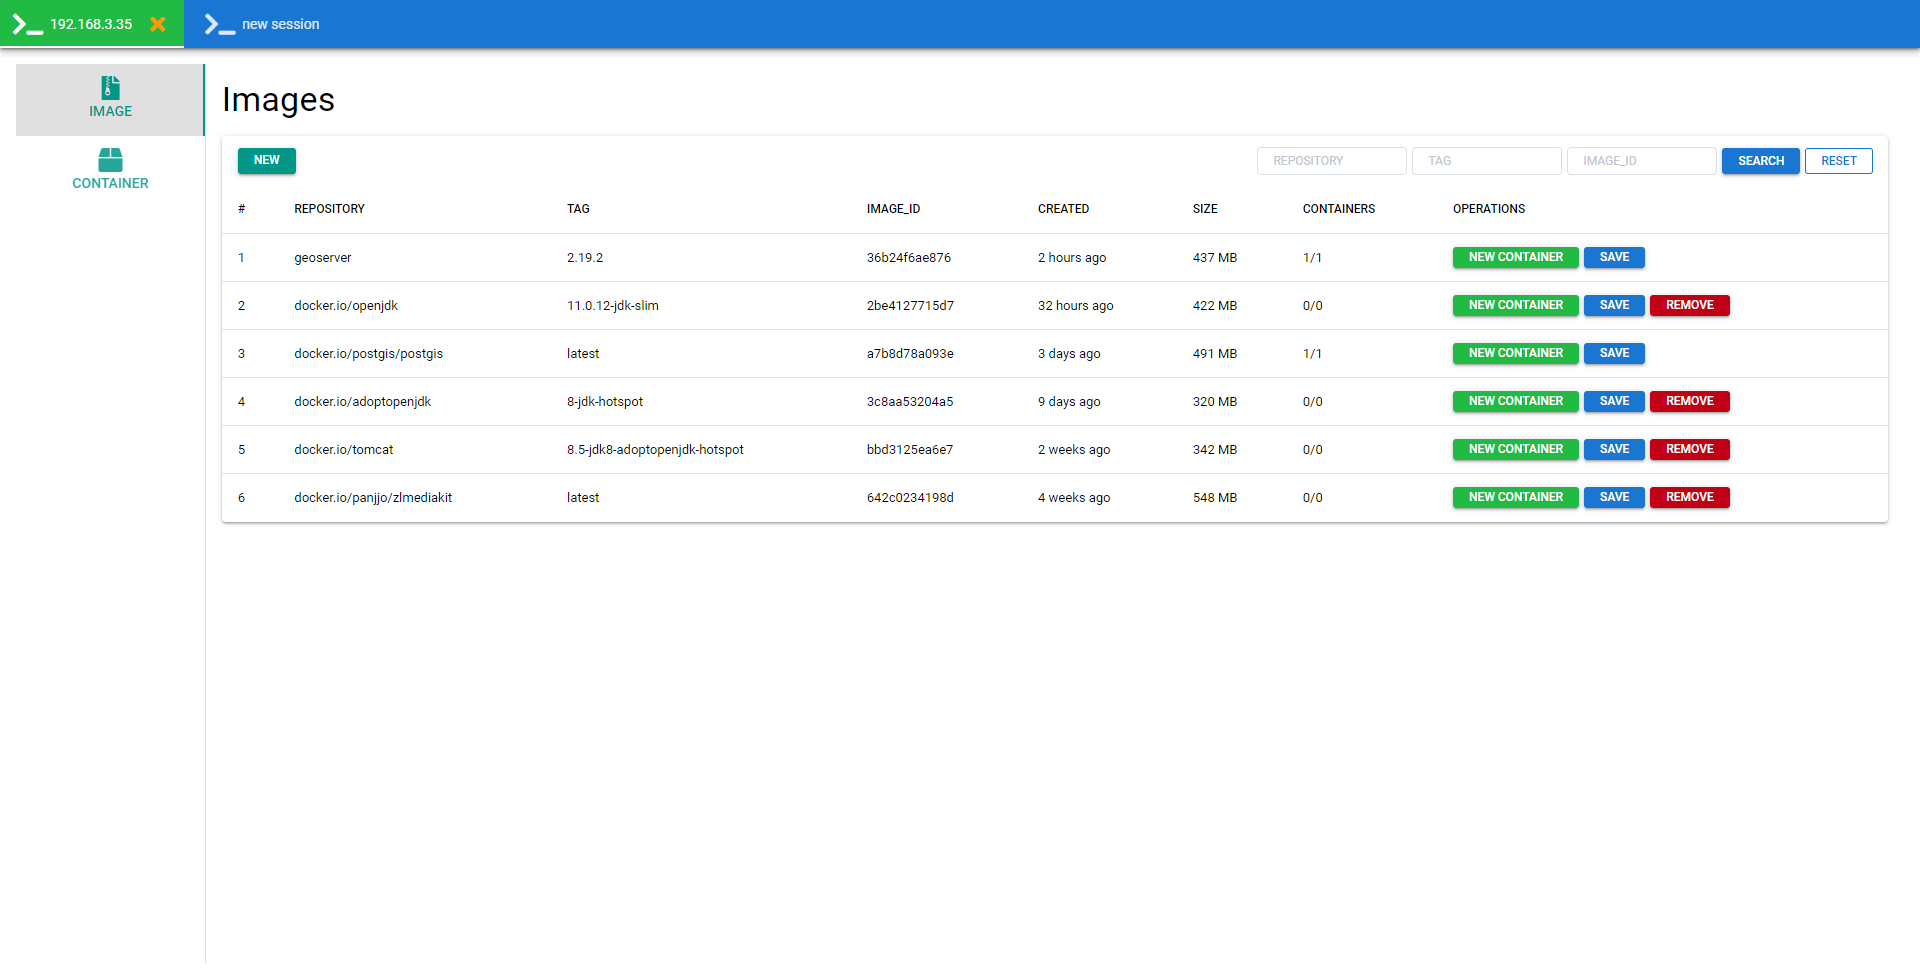 192.168.3.35 new session
IMAGE
CONTAINER
Images
NEW REPOSITORY TAG IMAGE_ID SEARCH RESET
# REPOSITORY TAG IMAGE_ID CREATED SIZE CONTAINERS OPERATIONS
1 geoserver 2.19.2 36b24f6ae876 2 hours ago 437 MB 1/1 NEW CONTAINER SAVE
2 docker.io/openjdk 11.0.12-jdk-slim 2be4127715d7 32 hours ago 422 MB 0/0 NEW CONTAINER SAVE REMOVE
3 docker.io/postgis/postgis latest a7b8d78a093e 3 days ago 491 MB 1/1 NEW CONTAINER SAVE
4 docker.io/adoptopenjdk 8-jdk-hotspot 3c8aa53204a5 9 days ago 320 MB 0/0 NEW CONTAINER SAVE REMOVE
5 docker.io/tomcat 8.5-jdk8-adoptopenjdk-hotspot bbd3125ea6e7 2 weeks ago 342 MB 0/0 NEW CONTAINER SAVE REMOVE
6 docker.io/panjjo/zlmediakit latest 642c0234198d 4 weeks ago 548 MB 0/0 NEW CONTAINER SAVE REMOVE